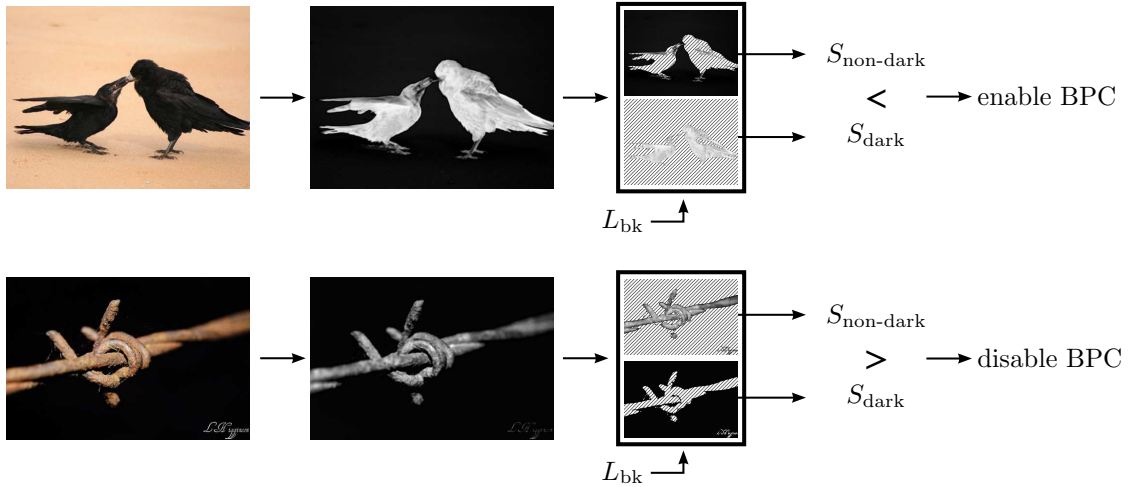 S_non-dark
<
enable BPC
S_dark
L_bk
S_non-dark
>
disable BPC
S_dark
L_bk